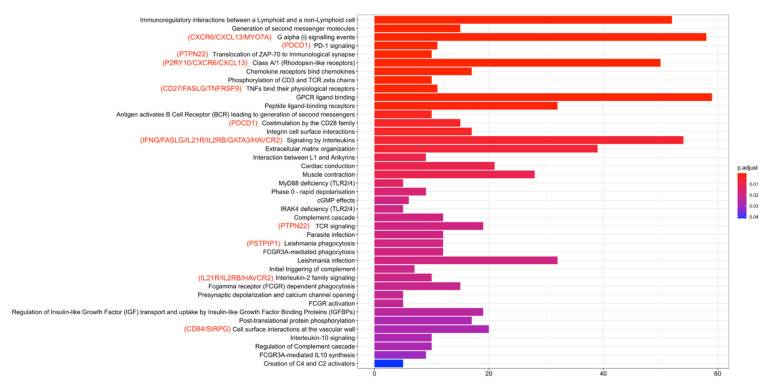 Immunoregulatory interactions between a Lymphoid and a non-Lymphoid cell
Generation of second messenger molecules
(CXCR6/CXCL13/MYO7A) G alpha (i) signalling events
(PDCD1) PD-1 signaling
(PTPN22) Translocation of ZAP-70 to Immunological synapse
(P2RY10/CXCR6/CXCL13) Class A/1 (Rhodopsin-like receptors)
Chemokine receptors bind chemokines
Phosphorylation of CD3 and TCR zeta chains
(CD27/FASLG/TNFRSF9) TNFs bind their physiological receptors
GPCR ligand binding
Peptide ligand-binding receptors
Antigen activates B Cell Receptor (BCR) leading to generation of second messengers
(PDCD1) Costimulation by the CD28 family
Integrin cell surface interactions
(IFNG/FASLG/IL21R/IL2RB/GATA3/HAVCR2) Signaling by Interleukins
Extracellular matrix organization
Interaction between L1 and Ankyrins
Cardiac conduction
Muscle contraction
MyD88 deficiency (TLR2/4)
Phase 0 - rapid depolarisation
cGMP effects
IRAK4 deficiency (TLR2/4)
Complement cascade
(PTPN22) TCR signaling
Parasite infection
(PSTPIP1) Leishmania phagocytosis
FCGR3A-mediated phagocytosis
Leishmania infection
Initial triggering of complement
(IL21R/IL2RB/HAVCR2) Interleukin-2 family signaling
Fcgamma receptor (FCGR) dependent phagocytosis
Presynaptic depolarization and calcium channel opening
FCGR activation
Regulation of Insulin-like Growth Factor (IGF) transport and uptake by Insulin-like Growth Factor Binding Proteins (IGFBPs)
Post-translational protein phosphorylation
(CD84/SIRPG) Cell surface interactions at the vascular wall
Interleukin-10 signaling
Regulation of Complement cascade
FCGR3A-mediated IL10 synthesis
Creation of C4 and C2 activators
0 20 40 60
p.adjust
0.01
0.02
0.03
0.04